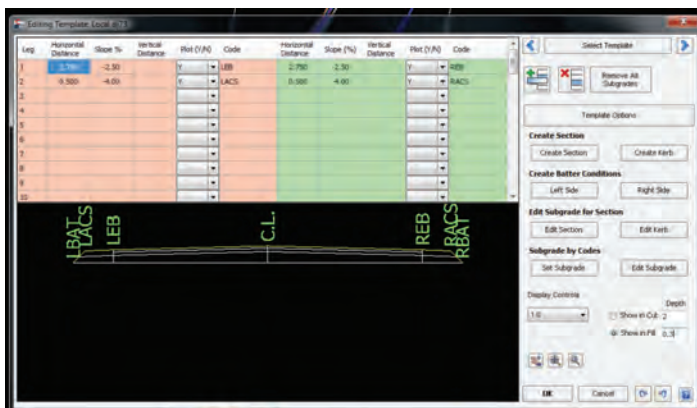 Editing Template Local
Leg Horizontal Distance Slope % Vertical Distance Plot (Y/N) Code Horizontal Distance Slope (%) Vertical Distance Plot (Y/N) Code
1 2.750 -2.50 Y LEB 2.750 -2.50 Y REB
2 0.500 -4.00 Y LACS 0.500 -4.00 Y RACS
3
4
5
6
7
8
9
10
LBAT LACS LEB C.L. REB RACS RBAT
Select Template
Remove All Subgrades
Template Options
Create Section
Create Section Create Kerb
Create Batter Conditions
Left Side Right Side
Edit Subgrade for Section
Edit Section Edit Kerb
Subgrade by Codes
Set Subgrade Edit Subgrade
Display Controls
Depth
1.0 Show in Cut 2
Show in Fill 0.3
OK Cancel